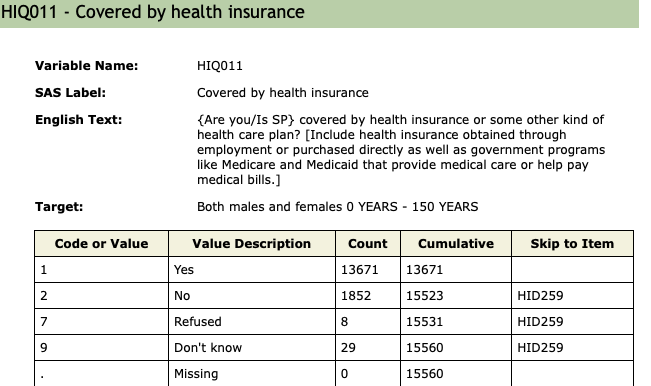 HIQ011 - Covered by health insurance
Variable Name: HIQ011
SAS Label: Covered by health insurance
English Text: {Are you/Is SP} covered by health insurance or some other kind of
health care plan? [Include health insurance obtained through
employment or purchased directly as well as government programs
like Medicare and Medicaid that provide medical care or help pay
medical bills.]
Target: Both males and females 0 YEARS - 150 YEARS
Code or Value Value Description Count Cumulative Skip to Item
1 Yes 13671 13671
2 No 1852 15523 HID259
7 Refused 8 15531 HID259
9 Don't know 29 15560 HID259
. Missing 0 15560